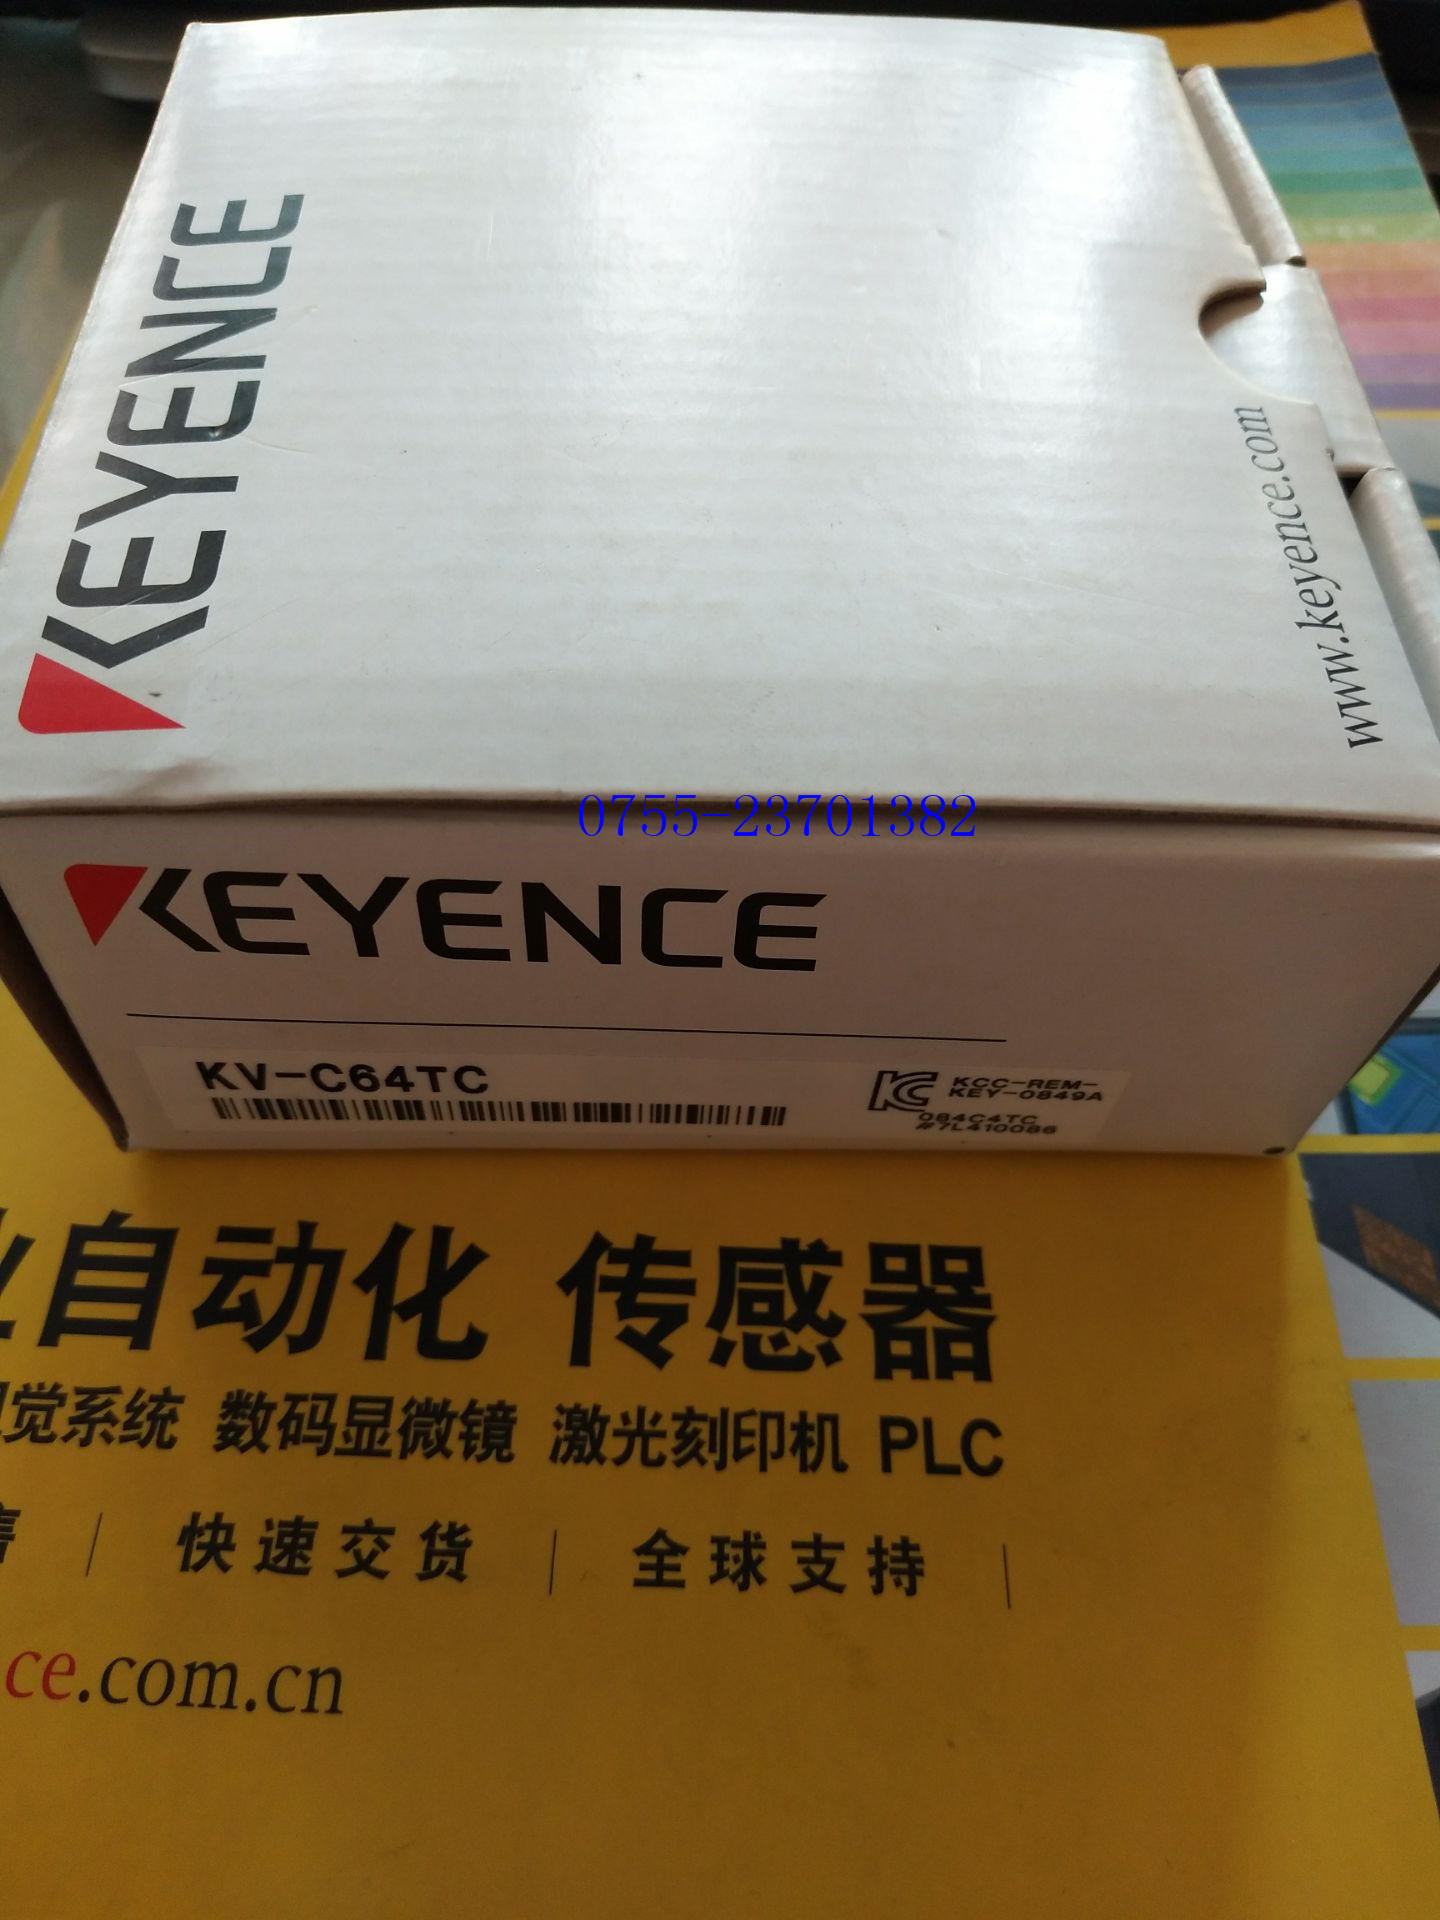 KEYENCE
www.keyence.com
0755-23701382
KEYENCE
KV-C64TC
KCC-REM-
KEY-0849A
084C4TC
#7L410086
自动化 传感器
觉系统 数码显微镜 激光刻印机 PLC
快速交货 | 全球支持 |
ce.com.cn